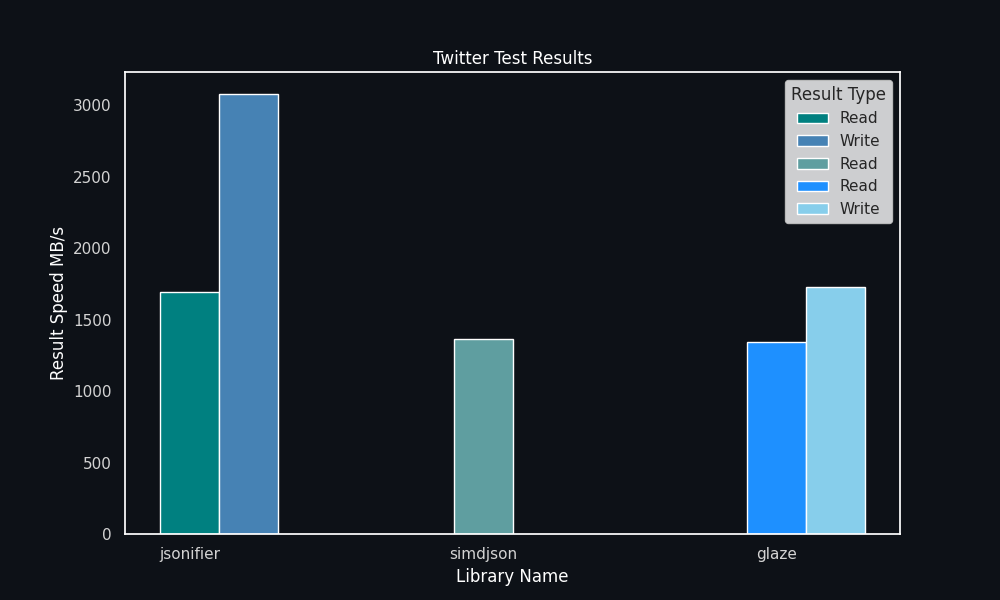 Twitter Test Results
Result Type
Read
Write
Read
Read
Write
3000
2500
2000
1500
1000
500
0
Result Speed MB/s
jsonifier
simdjson
glaze
Library Name